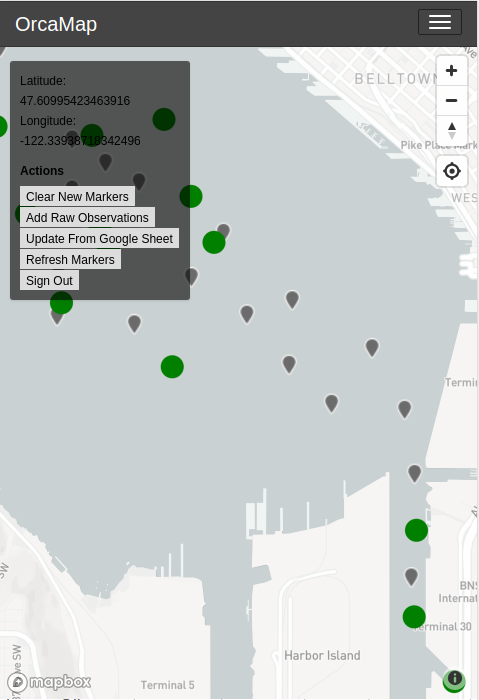 OrcaMap
Latitude:
47.60995423463916
Longitude:
-122.33938718342496
Actions
Clear New Markers
Add Raw Observations
Update From Google Sheet
Refresh Markers
Sign Out
BELLTOWN
Pike Place Mark
WES
Termin
BNS
Internat
Terminal 30
Harbor Island
Terminal 5
SW
ve SW
mapbox